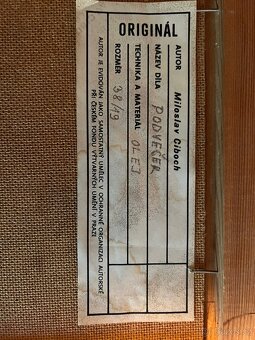 ORIGINÁL
AUTOR Miloslav Ciboch
NÁZEV DÍLA PODVEČER
TECHNIKA A MATERIÁL OLEJ
ROZMĚR 38/49
AUTOR JE EVIDOVÁN JAKO SAMOSTATNÝ UMĚLEC V OCHRANNÉ ORGANIZACI AUTORSKÉ
PŘI ČESKÉM FONDU VÝTVARNÝCH UMĚNÍ V PRAZE